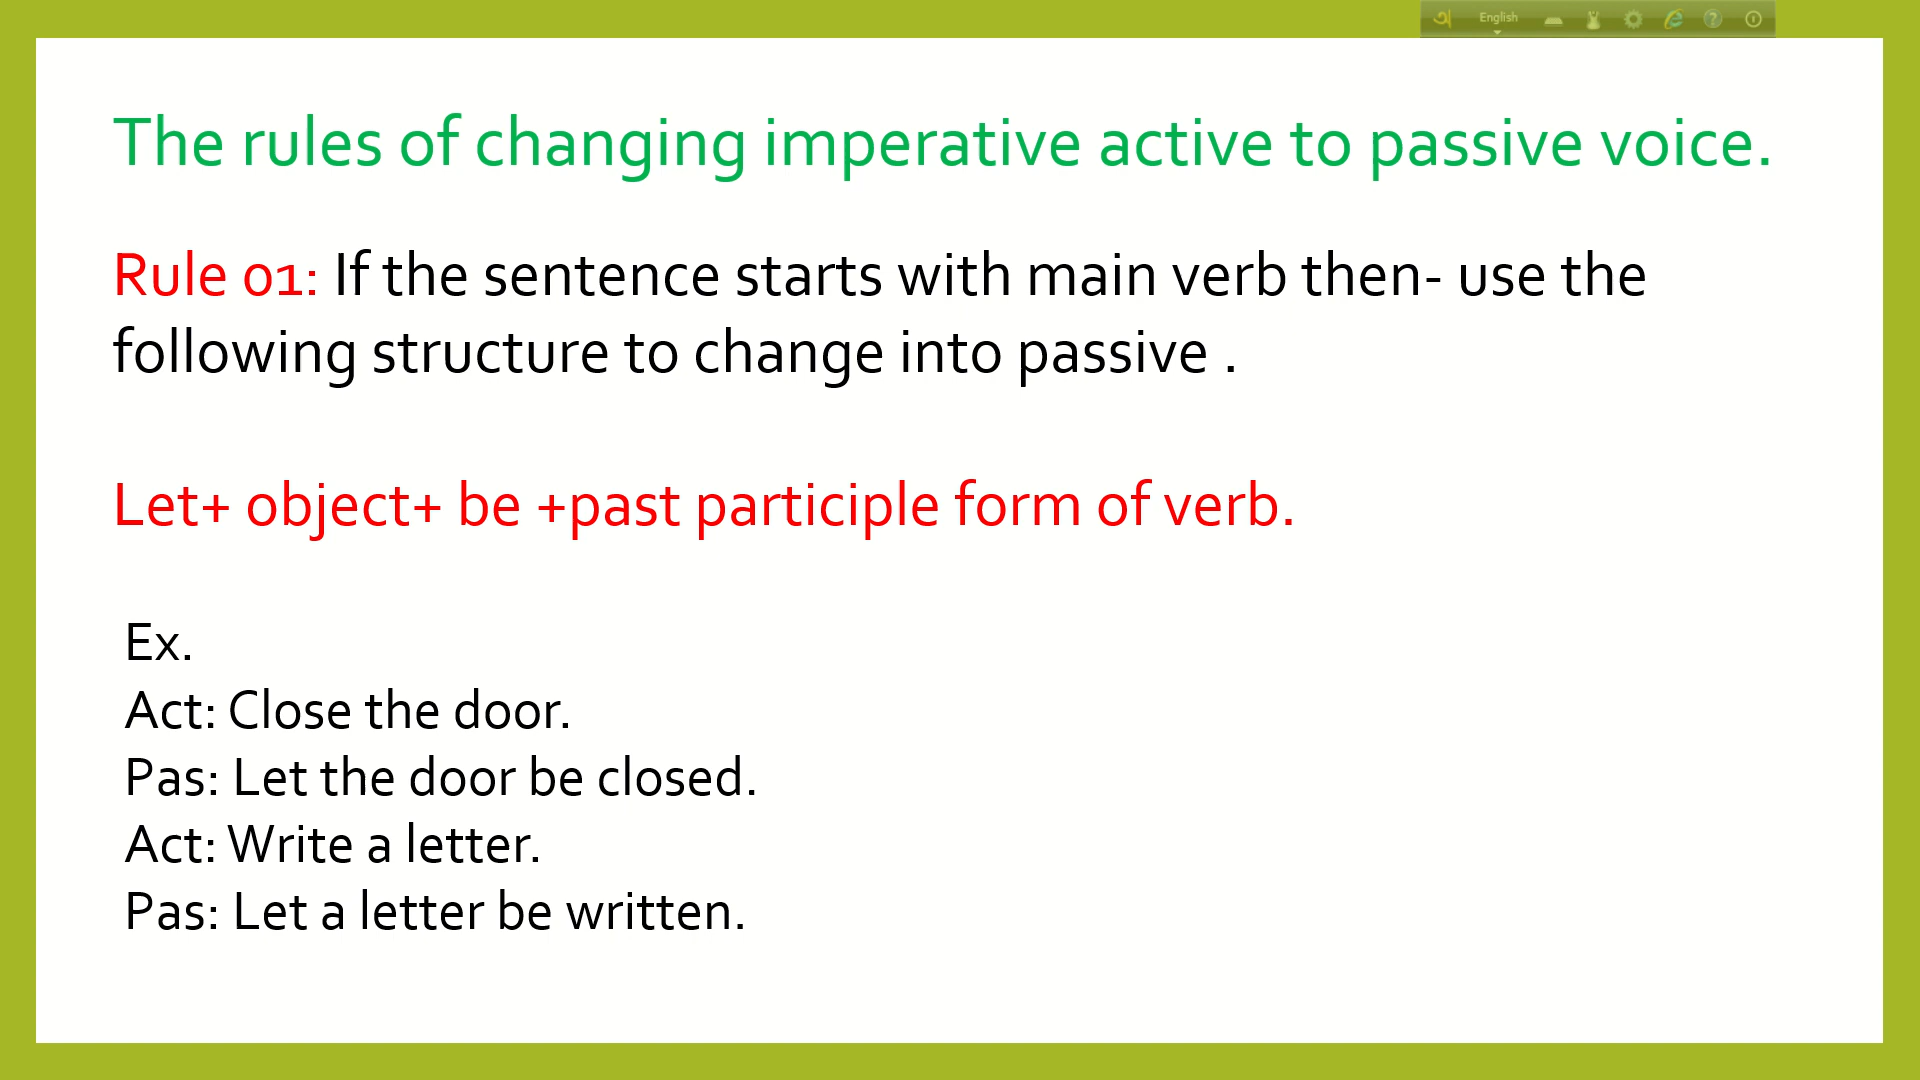 অ English ?
The rules of changing imperative active to passive voice.
Rule 01: If the sentence starts with main verb then- use the
following structure to change into passive .
Let+ object+ be +past participle form of verb.
Ex.
Act: Close the door.
Pas: Let the door be closed.
Act: Write a letter.
Pas: Let a letter be written.